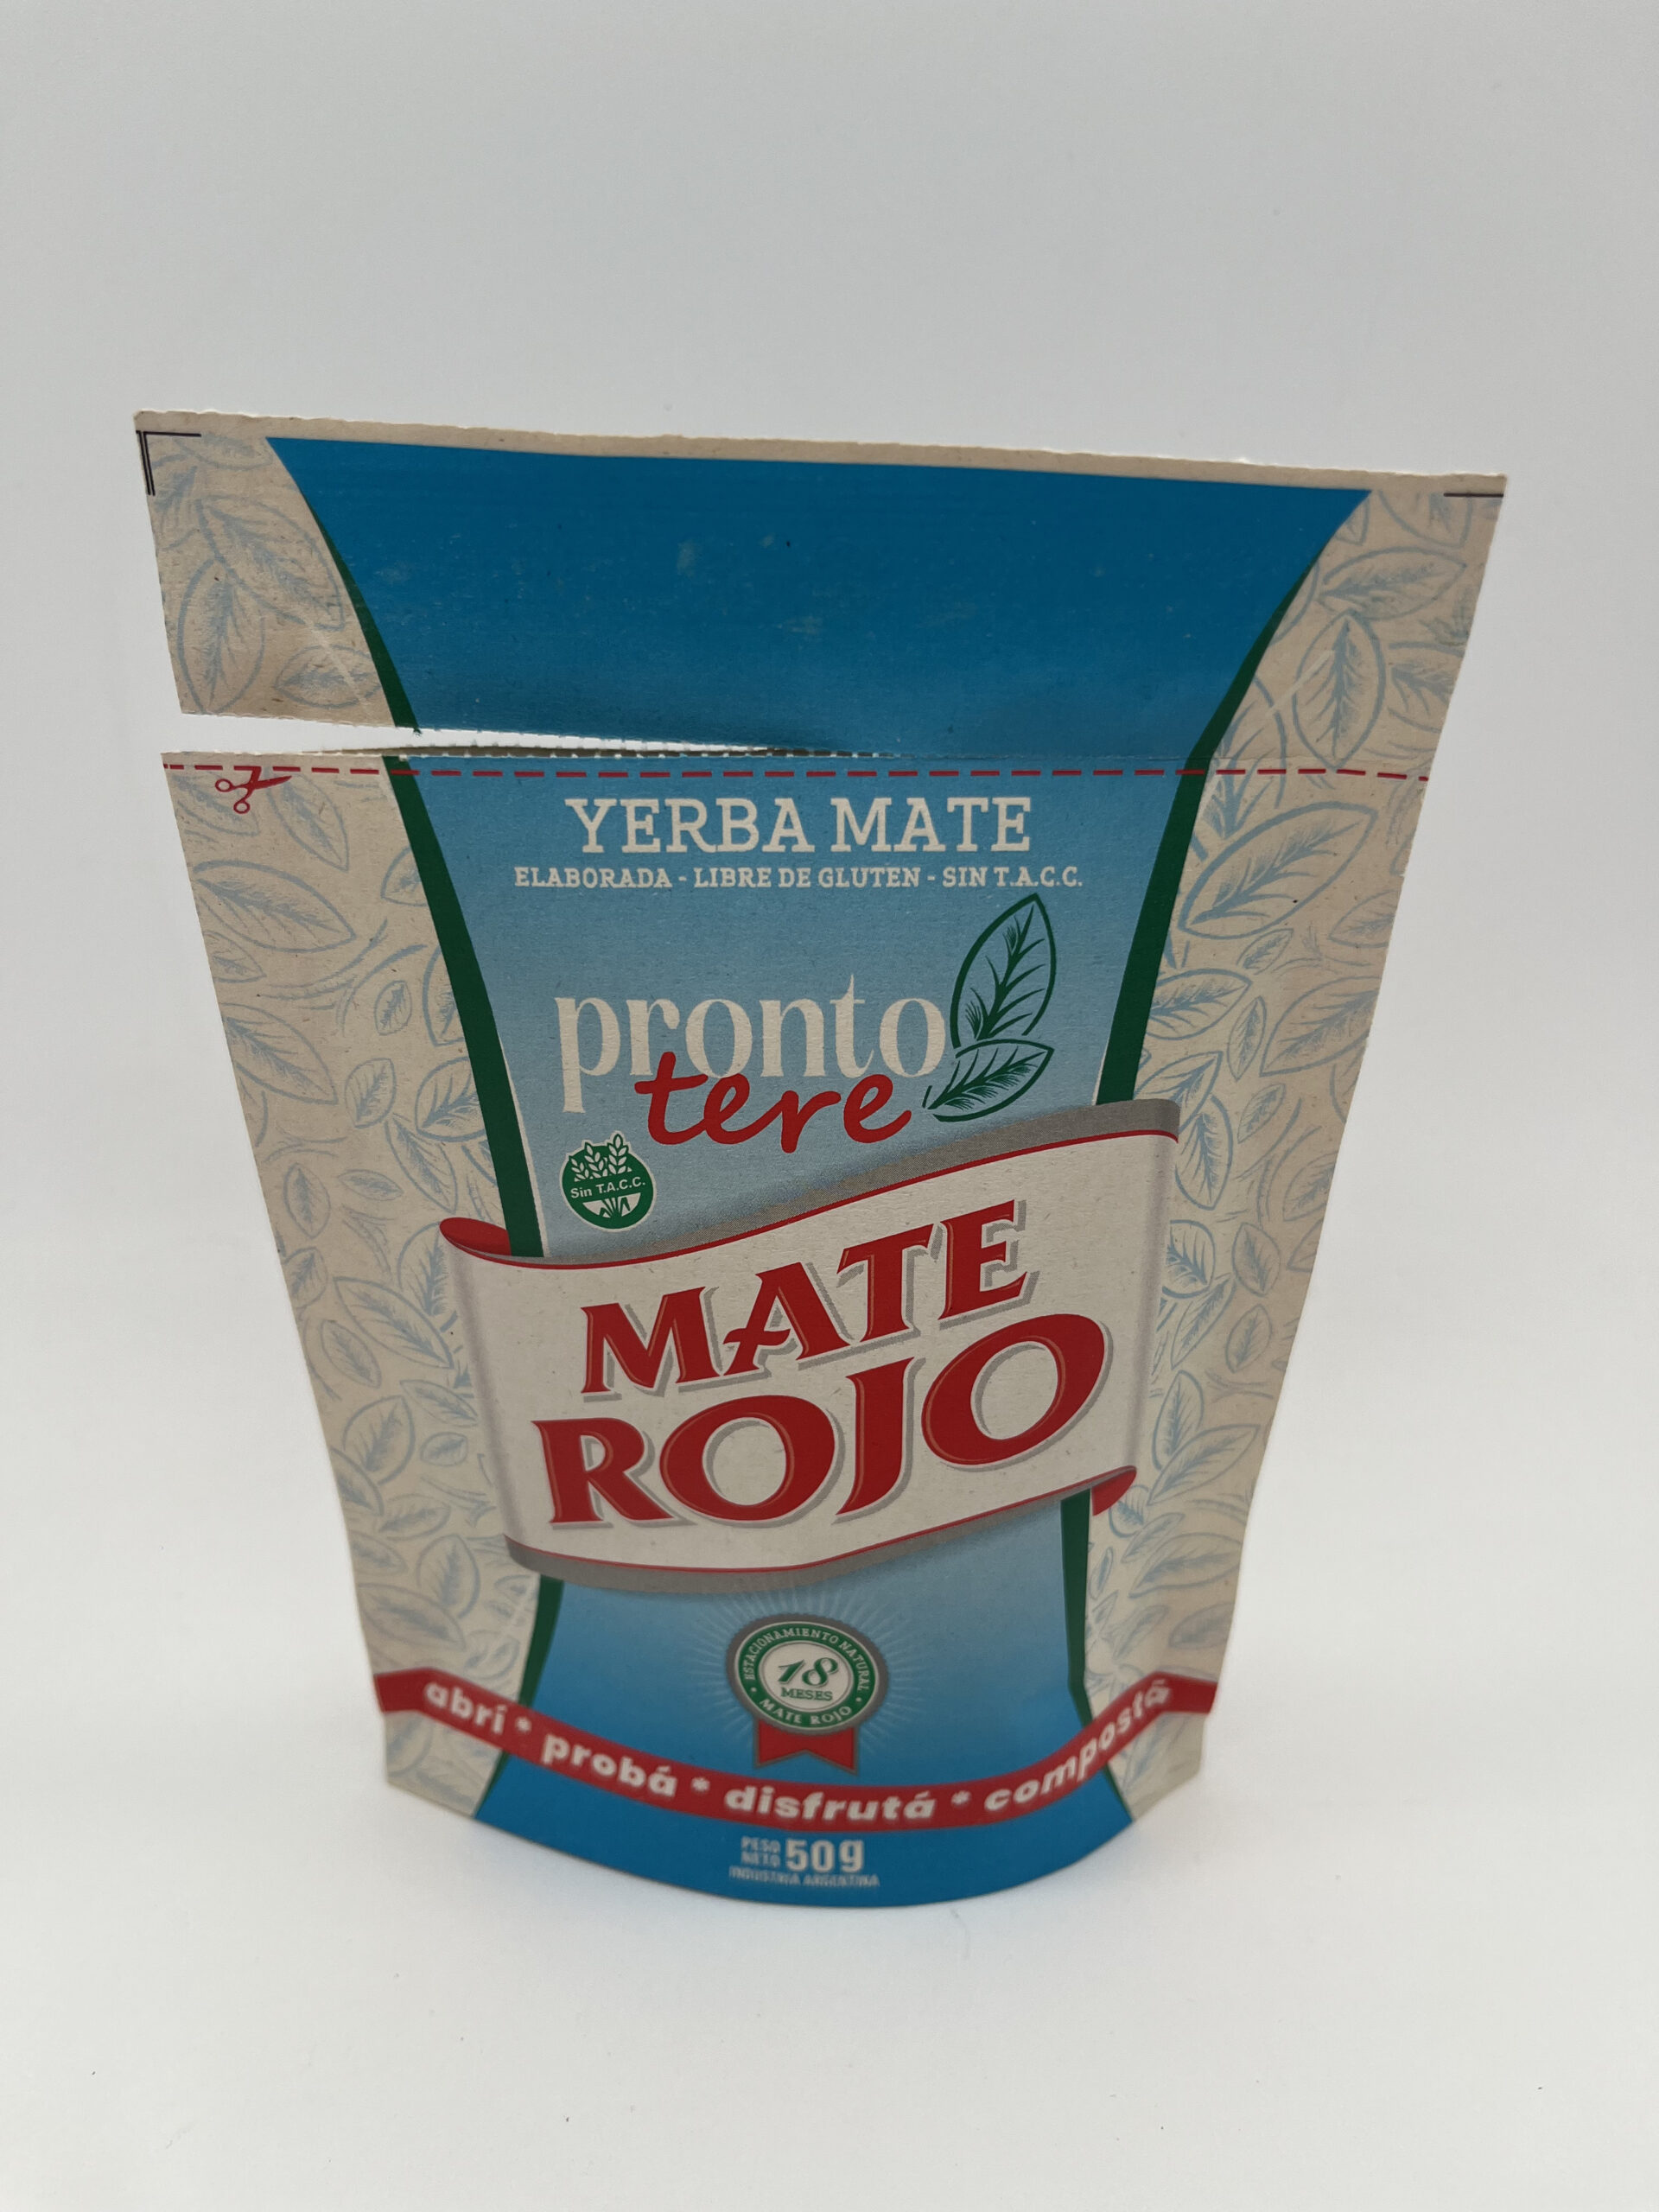 YERBA MATE
ELABORADA - LIBRE DE GLUTEN - SIN T.A.C.C.
pronto
tere
Sin T.A.C.C.
MATE
ROJO
ESTACIONAMIENTO NATURAL
18
MESES
MATE ROJO
abrí * probá * disfrutá * compostá
PESO
NETO 50g
INDUSTRIA ARGENTINA